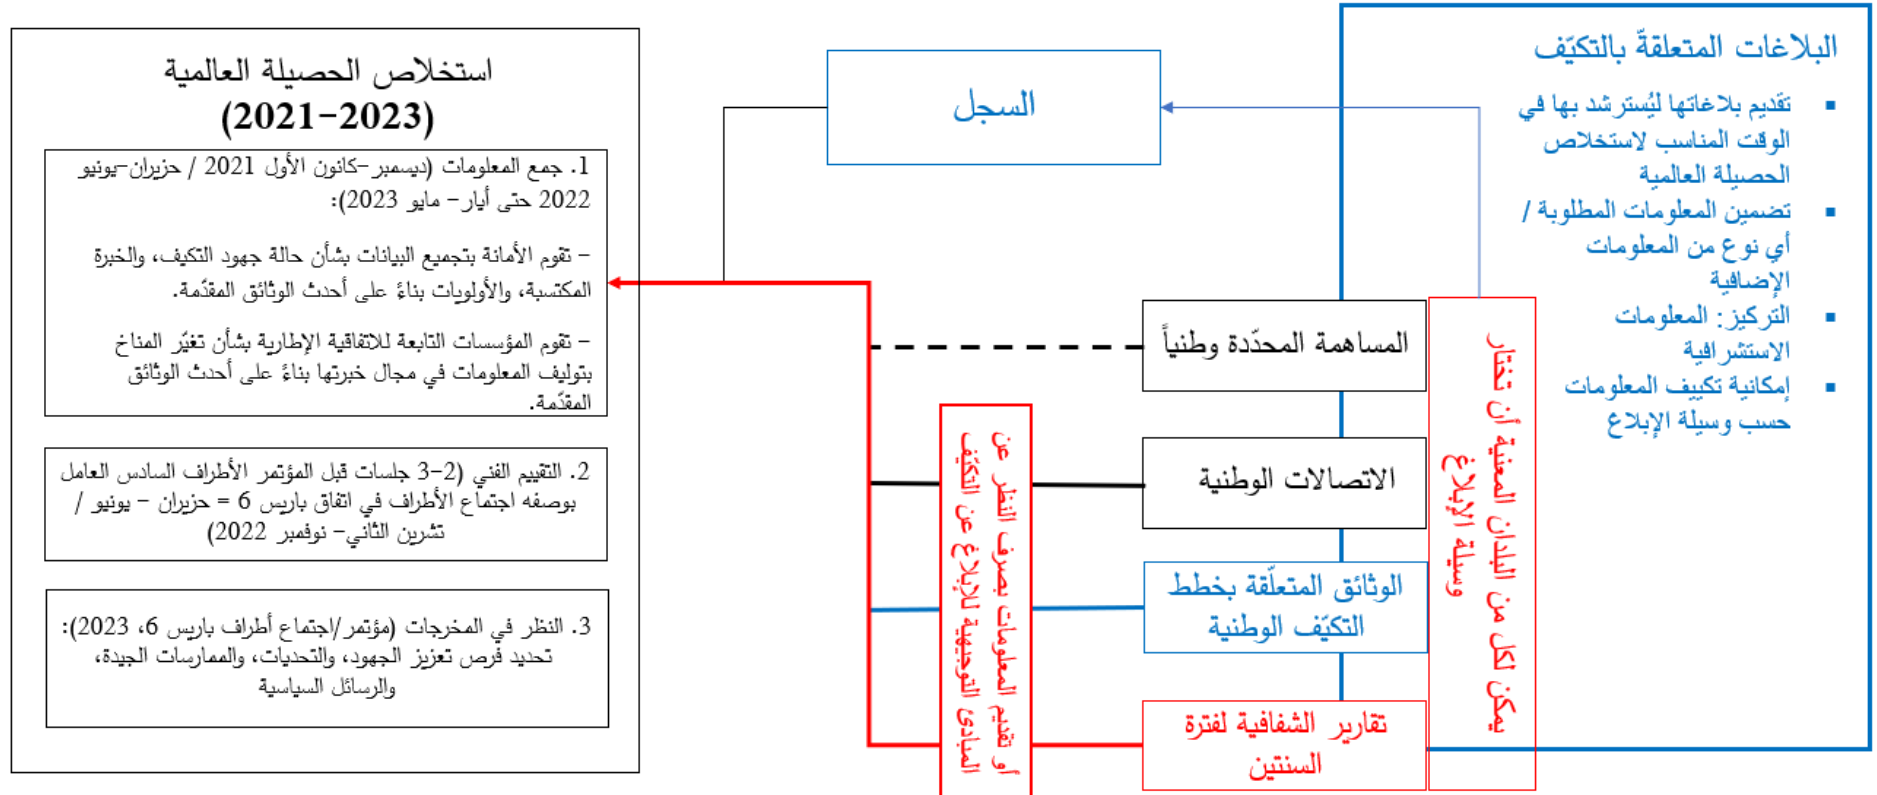 البلاغات المتعلقةّ بالتكيّف
▪ تقديم بلاغاتها ليُسترشد بها في
الوقت المناسب لاستخلاص
الحصيلة العالمية
▪ تضمين المعلومات المطلوبة /
أي نوع من المعلومات
الإضافية
▪ التركيز: المعلومات
الاستشرافية
▪ إمكانية تكييف المعلومات
حسب وسيلة الإبلاغ
يمكن لكل من البلدان المعنية أن تختار
وسيلة الإبلاغ
السجل
المساهمة المحدّدة وطنياً
الاتصالات الوطنية
الوثائق المتعلّقة بخطط
التكيّف الوطنية
تقارير الشفافية لفترة
السنتين
أو تقديم المعلومات بصرف النظر عن
المبادئ التوجيهية للإبلاغ عن التكيّف
استخلاص الحصيلة العالمية
(2021-2023)
1. جمع المعلومات (ديسمبر-كانون الأول 2021 / حزيران-يونيو
2022 حتى أيار- مايو 2023):
- تقوم الأمانة بتجميع البيانات بشأن حالة جهود التكيف، والخبرة
المكتسبة، والأولويات بناءً على أحدث الوثائق المقدّمة.
- تقوم المؤسسات التابعة للاتفاقية الإطارية بشأن تغيّر المناخ
بتوليف المعلومات في مجال خبرتها بناءً على أحدث الوثائق
المقدّمة.
2. التقييم الفني (2-3 جلسات قبل المؤتمر الأطراف السادس العامل
بوصفه اجتماع الأطراف في اتفاق باريس 6 = حزيران - يونيو /
تشرين الثاني- نوفمبر 2022)
3. النظر في المخرجات (مؤتمر/اجتماع أطراف باريس 6، 2023):
تحديد فرص تعزيز الجهود، والتحديات، والممارسات الجيدة،
والرسائل السياسية